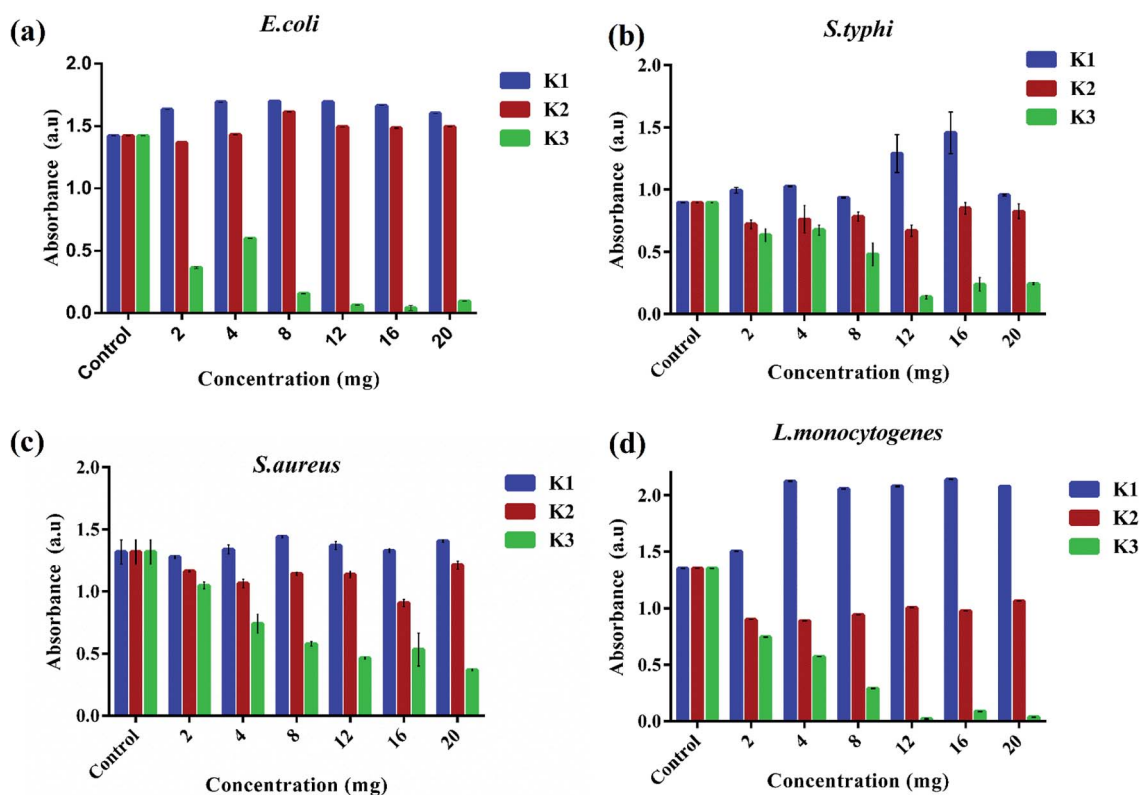 (a)
E.coli
Absorbance (a.u)
2.0
1.5
1.0
0.5
0.0
Control 2 4 8 12 16 20
Concentration (mg)
K1
K2
K3
(b)
S.typhi
Absorbance (a.u)
2.0
1.5
1.0
0.5
0.0
Control 2 4 8 12 16 20
Concentration (mg)
K1
K2
K3
(c)
S.aureus
Absorbance (a.u)
2.0
1.5
1.0
0.5
0.0
Control 2 4 8 12 16 20
Concentration (mg)
K1
K2
K3
(d)
L.monocytogenes
Absorbance (a.u)
2.0
1.5
1.0
0.5
0.0
Control 2 4 8 12 16 20
Concentration (mg)
K1
K2
K3